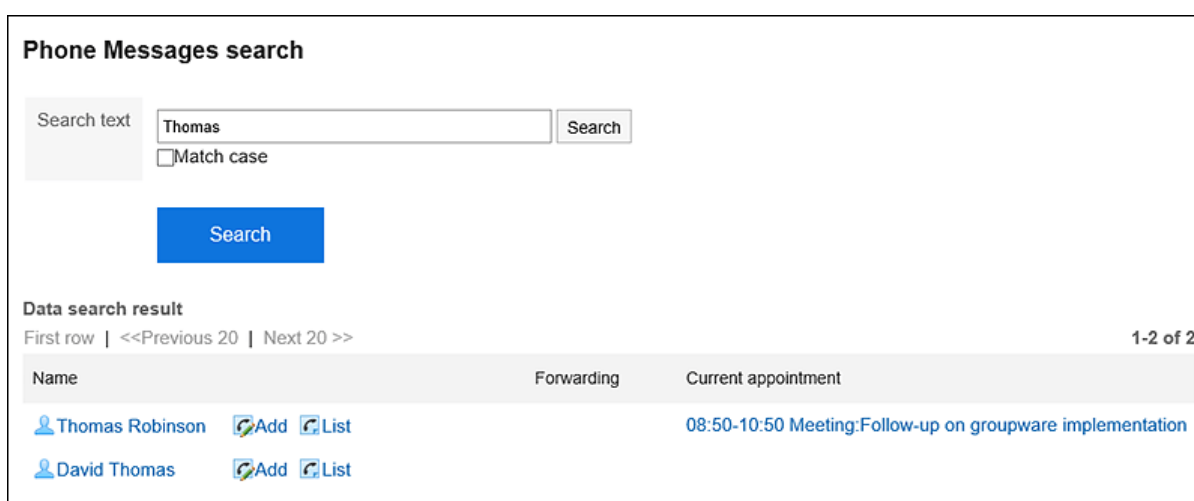 Phone Messages search
Search text
Thomas
Search
Match case
Search
Data search result
First row | <<Previous 20 | Next 20 >>
1-2 of 2
Name Forwarding Current appointment
Thomas Robinson Add List 08:50-10:50 Meeting:Follow-up on groupware implementation
David Thomas Add List